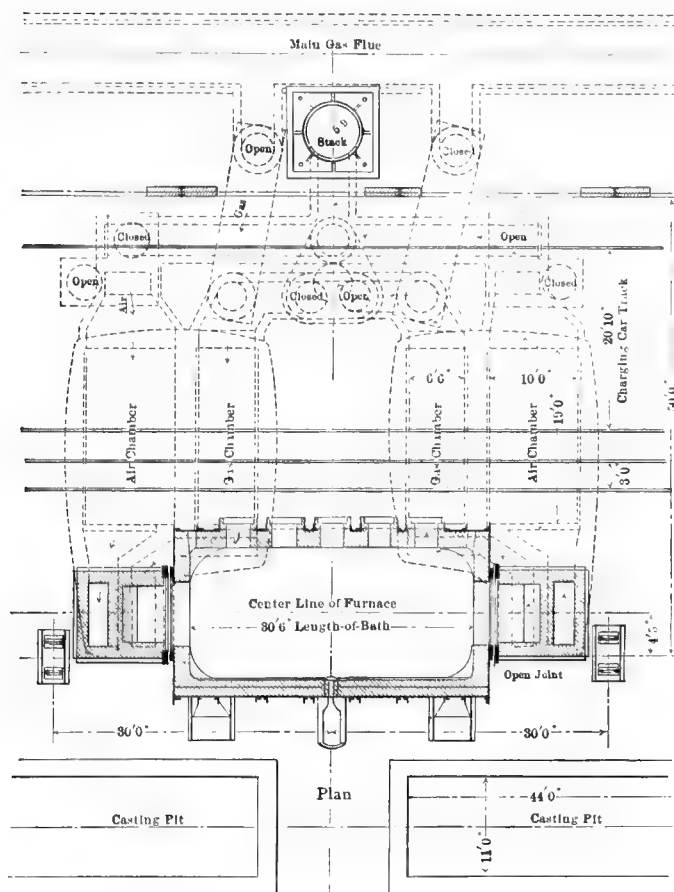 Main Gas Flue
Open
6 D
Stack
Closed
Gas
Closed
Open
Open
Closed
Open
Closed
Air
20'10"
Charging Car Track
6'6"
10'0"
19'0"
Air Chamber
Gas Chamber
Gas Chamber
Air Chamber
3'0"
Center Line of Furnace
30'6" Length-of-Bath
4'5"
Open Joint
30'0"
30'0"
Plan
44'0"
Casting Pit
Casting Pit
11'0"